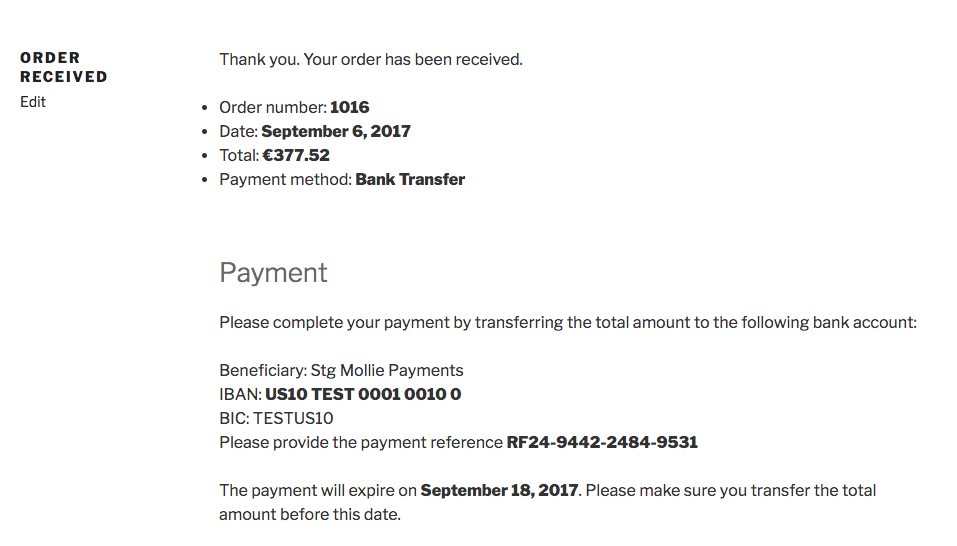 ORDER
RECEIVED
Edit
Thank you. Your order has been received.
Order number: 1016
Date: September 6, 2017
Total: €377.52
Payment method: Bank Transfer
Payment
Please complete your payment by transferring the total amount to the following bank account:
Beneficiary: Stg Mollie Payments
IBAN: US10 TEST 0001 0010 0
BIC: TESTUS10
Please provide the payment reference RF24-9442-2484-9531
The payment will expire on September 18, 2017. Please make sure you transfer the total
amount before this date.